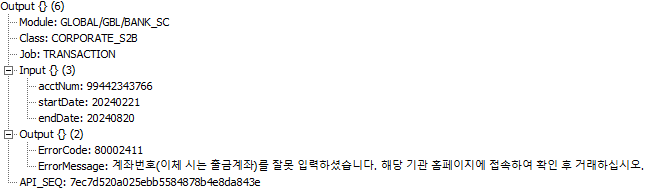 Output {} (6)
Module: GLOBAL/GBL/BANK_SC
Class: CORPORATE_S2B
Job: TRANSACTION
Input {} (3)
acctNum: 99442343766
startDate: 20240221
endDate: 20240820
Output {} (2)
ErrorCode: 80002411
ErrorMessage: 계좌번호(이체 시는 출금계좌)를 잘못 입력하셨습니다. 해당 기관 홈페이지에 접속하여 확인 후 거래하십시오.
API_SEQ: 7ec7d520a025ebb5584878b4e8da843e